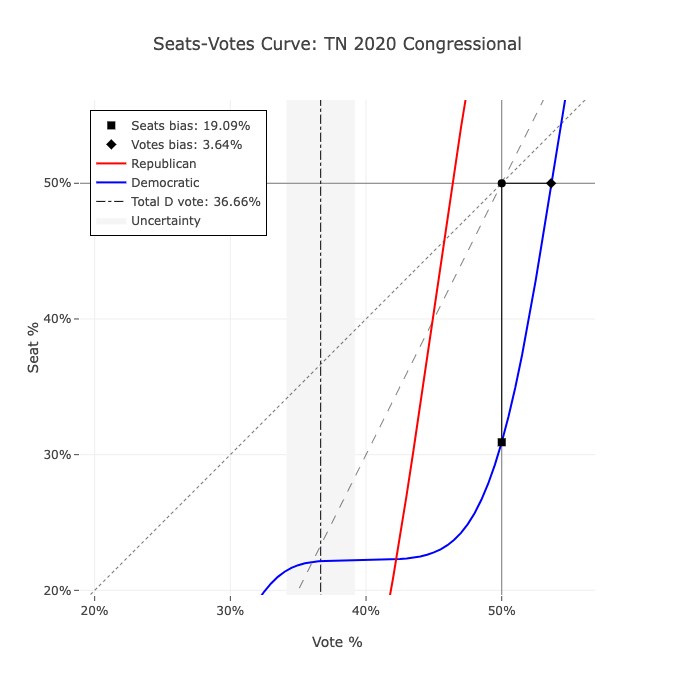 Seats-Votes Curve: TN 2020 Congressional
Seats bias: 19.09%
Votes bias: 3.64%
Republican
Democratic
Total D vote: 36.66%
Uncertainty
50%
40%
30%
20%
Seat %
20%
30%
40%
50%
Vote %